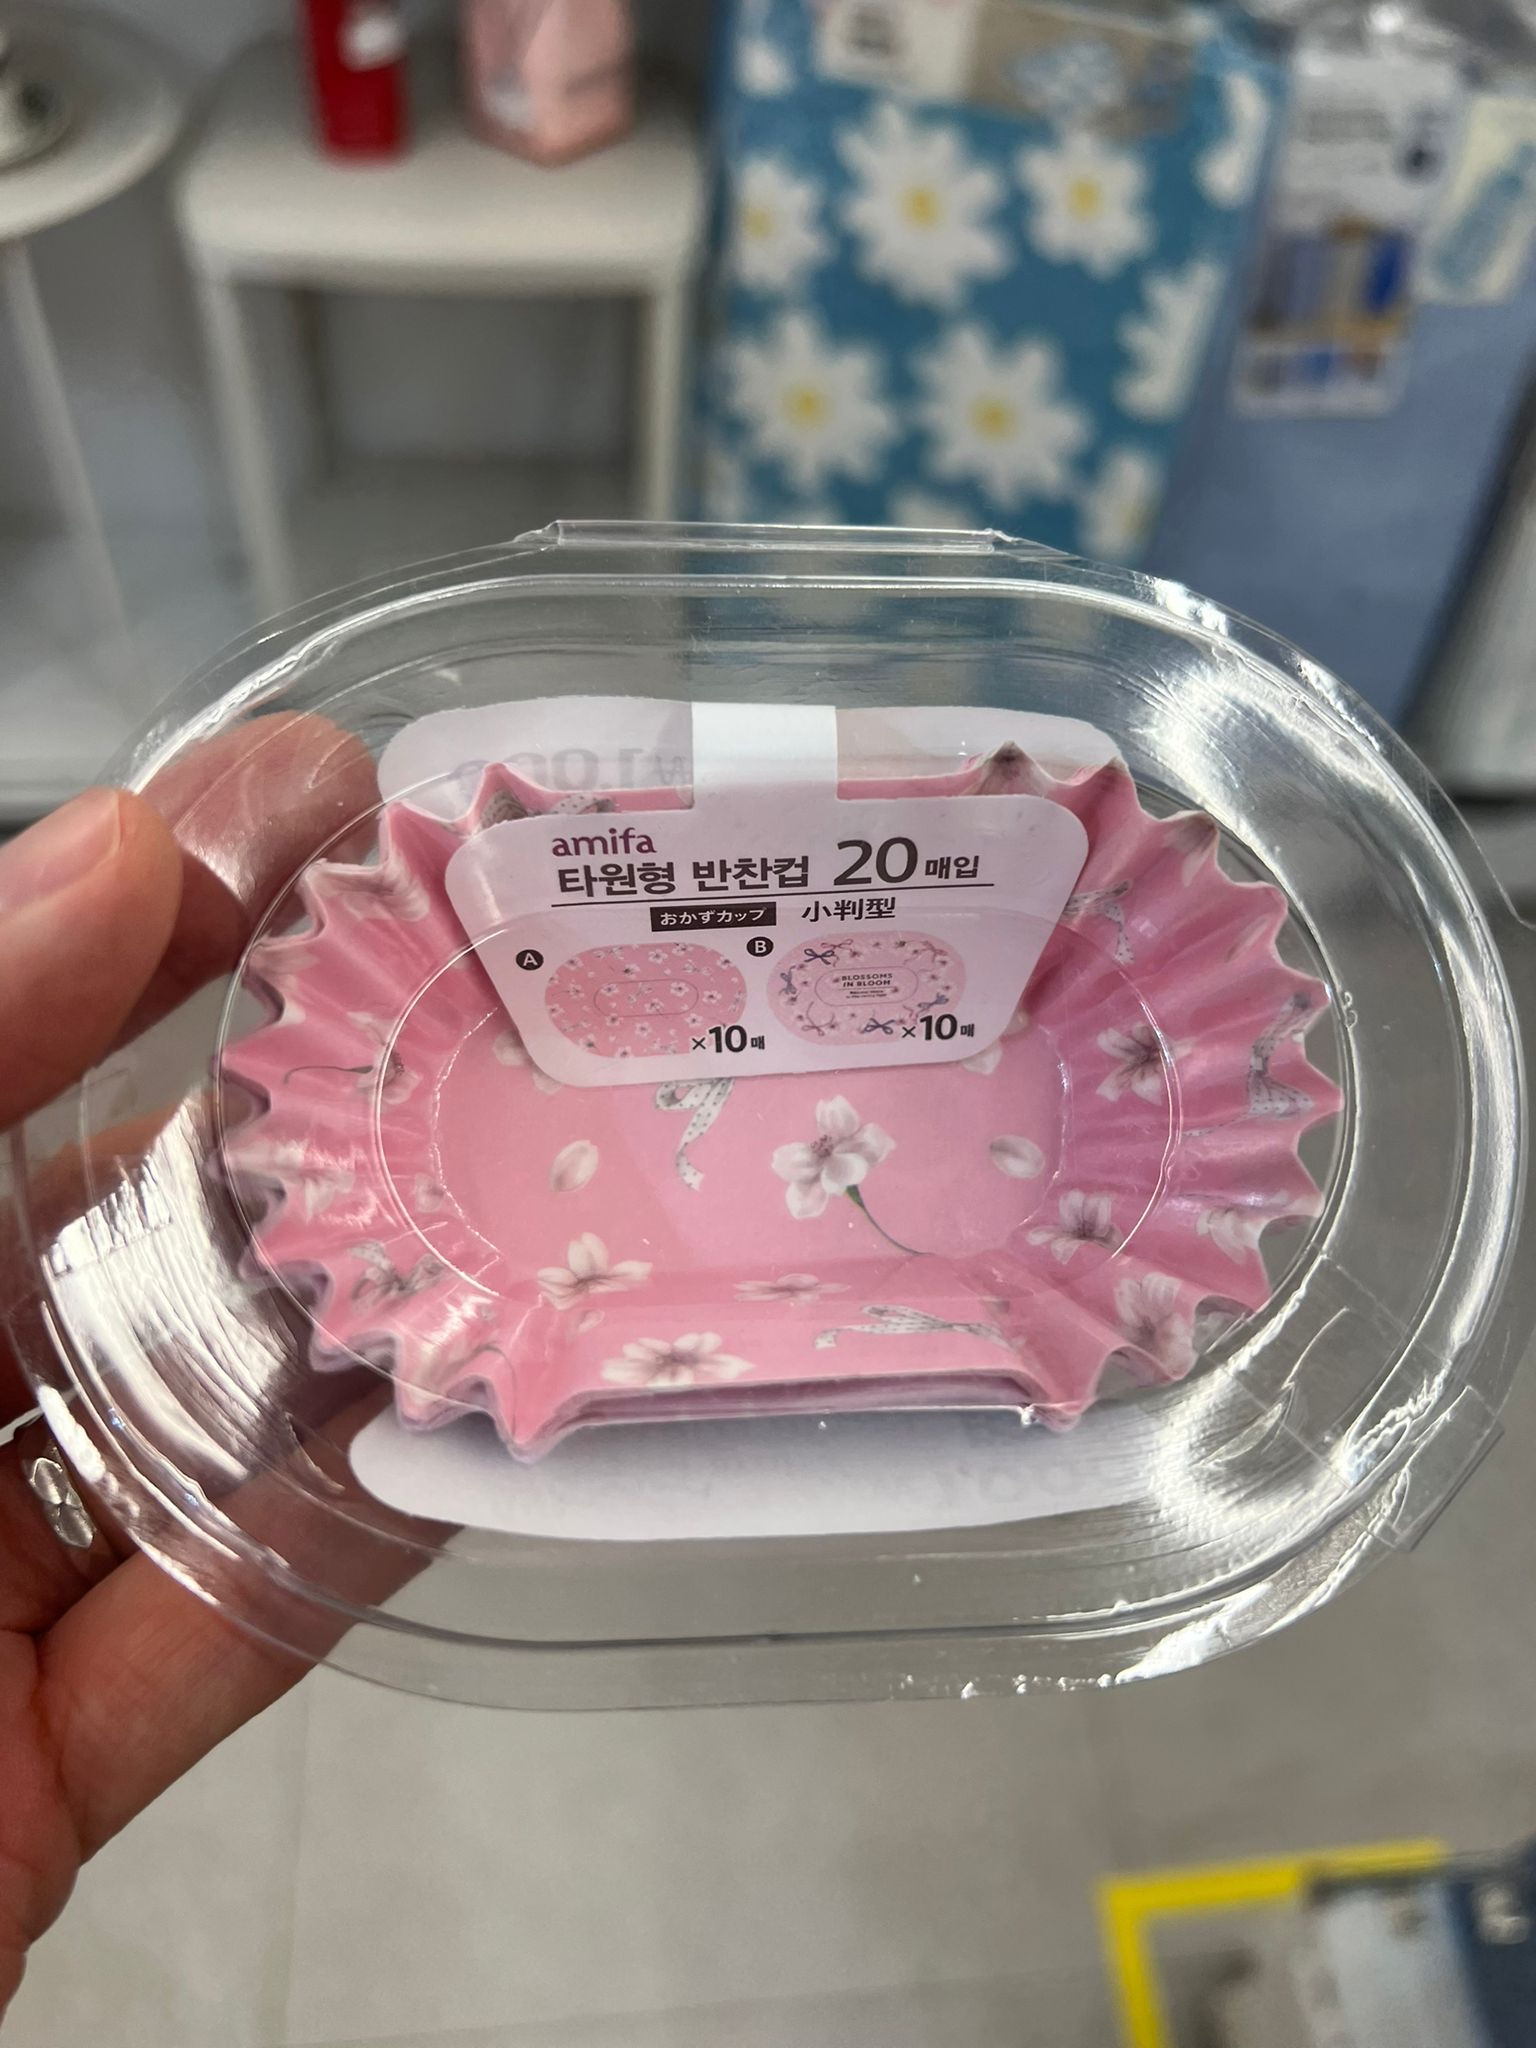 amifa
타원형 반찬컵 20매입
おかずカップ 小判型
A B
BLOSSOMS
IN BLOOM
×10매 ×10매